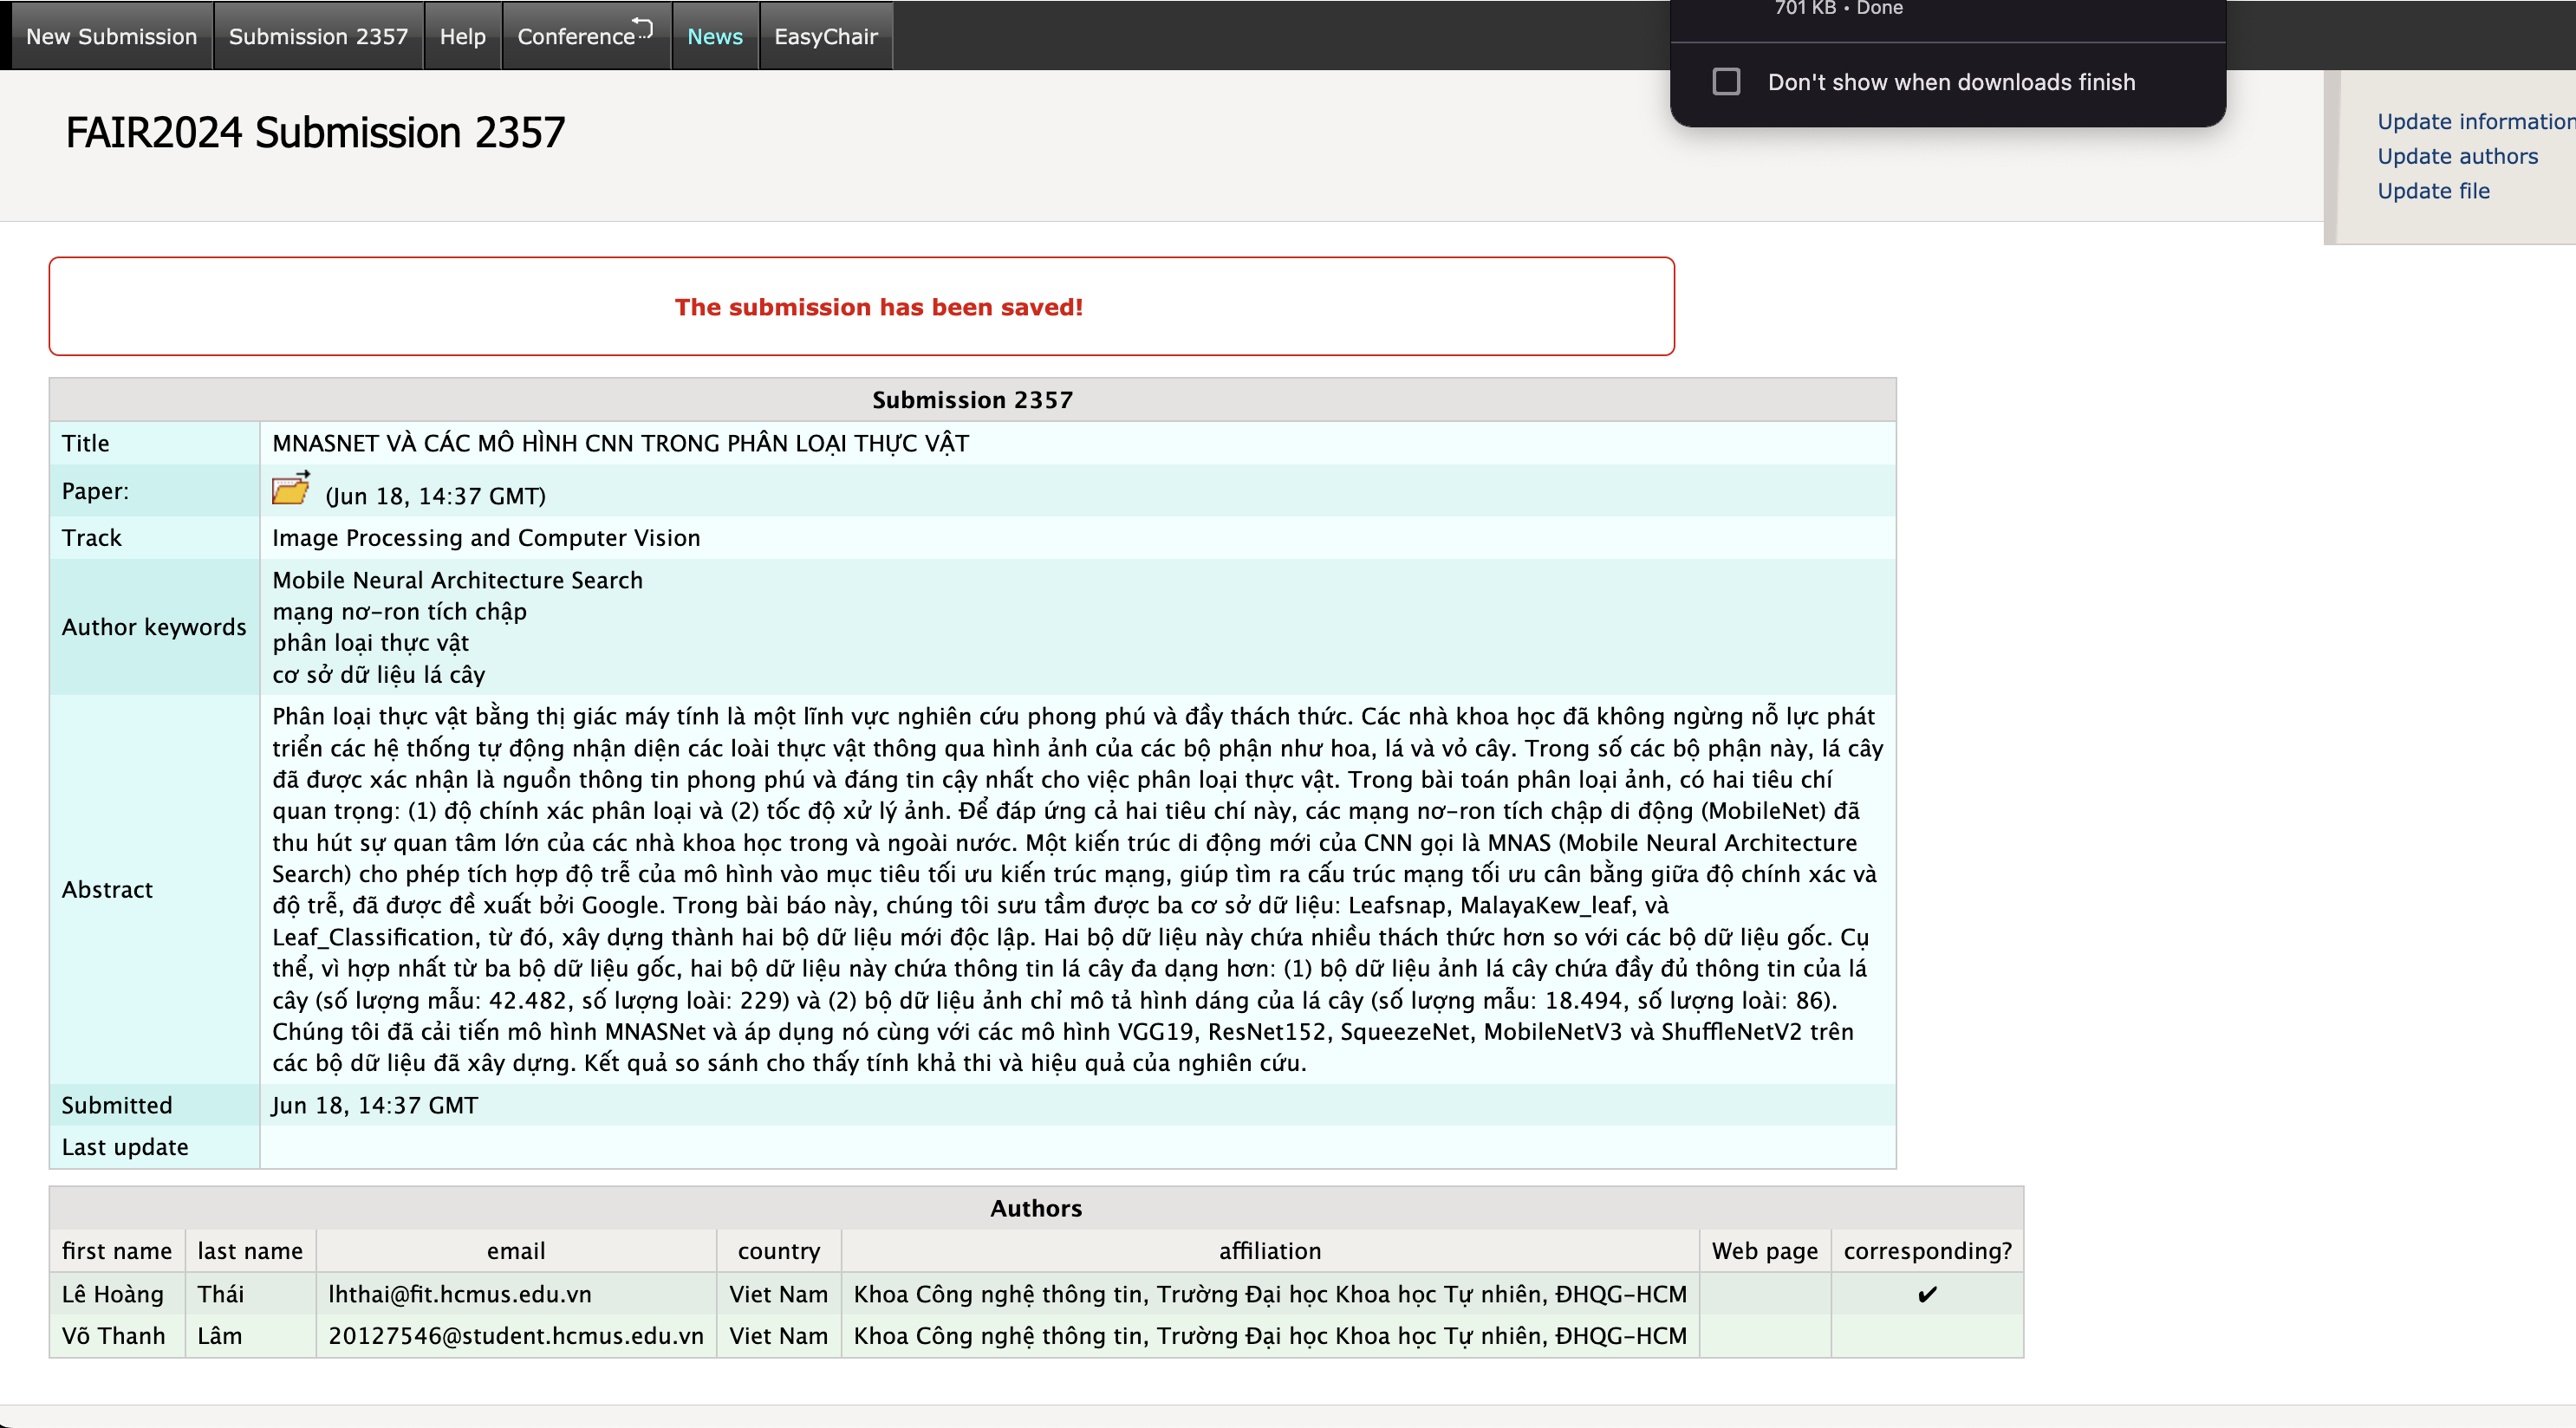 New Submission Submission 2357 Help Conference News EasyChair
701 KB • Done
Don't show when downloads finish
FAIR2024 Submission 2357
Update information
Update authors
Update file
The submission has been saved!
Submission 2357
Title MNASNET VÀ CÁC MÔ HÌNH CNN TRONG PHÂN LOẠI THỰC VẬT
Paper: (Jun 18, 14:37 GMT)
Track Image Processing and Computer Vision
Author keywords Mobile Neural Architecture Search
mạng nơ-ron tích chập
phân loại thực vật
cơ sở dữ liệu lá cây
Abstract Phân loại thực vật bằng thị giác máy tính là một lĩnh vực nghiên cứu phong phú và đầy thách thức. Các nhà khoa học đã không ngừng nỗ lực phát
triển các hệ thống tự động nhận diện các loài thực vật thông qua hình ảnh của các bộ phận như hoa, lá và vỏ cây. Trong số các bộ phận này, lá cây
đã được xác nhận là nguồn thông tin phong phú và đáng tin cậy nhất cho việc phân loại thực vật. Trong bài toán phân loại ảnh, có hai tiêu chí
quan trọng: (1) độ chính xác phân loại và (2) tốc độ xử lý ảnh. Để đáp ứng cả hai tiêu chí này, các mạng nơ-ron tích chập di động (MobileNet) đã
thu hút sự quan tâm lớn của các nhà khoa học trong và ngoài nước. Một kiến trúc di động mới của CNN gọi là MNAS (Mobile Neural Architecture
Search) cho phép tích hợp độ trễ của mô hình vào mục tiêu tối ưu kiến trúc mạng, giúp tìm ra cấu trúc mạng tối ưu cân bằng giữa độ chính xác và
độ trễ, đã được đề xuất bởi Google. Trong bài báo này, chúng tôi sưu tầm được ba cơ sở dữ liệu: Leafsnap, MalayaKew_leaf, và
Leaf_Classification, từ đó, xây dựng thành hai bộ dữ liệu mới độc lập. Hai bộ dữ liệu này chứa nhiều thách thức hơn so với các bộ dữ liệu gốc. Cụ
thể, vì hợp nhất từ ba bộ dữ liệu gốc, hai bộ dữ liệu này chứa thông tin lá cây đa dạng hơn: (1) bộ dữ liệu ảnh lá cây chứa đầy đủ thông tin của lá
cây (số lượng mẫu: 42.482, số lượng loài: 229) và (2) bộ dữ liệu ảnh chỉ mô tả hình dáng của lá cây (số lượng mẫu: 18.494, số lượng loài: 86).
Chúng tôi đã cải tiến mô hình MNASNet và áp dụng nó cùng với các mô hình VGG19, ResNet152, SqueezeNet, MobileNetV3 và ShuffleNetV2 trên
các bộ dữ liệu đã xây dựng. Kết quả so sánh cho thấy tính khả thi và hiệu quả của nghiên cứu.
Submitted Jun 18, 14:37 GMT
Last update
Authors
first name last name email country affiliation Web page corresponding?
Lê Hoàng Thái lhthai@fit.hcmus.edu.vn Viet Nam Khoa Công nghệ thông tin, Trường Đại học Khoa học Tự nhiên, ĐHQG-HCM ✔
Võ Thanh Lâm 20127546@student.hcmus.edu.vn Viet Nam Khoa Công nghệ thông tin, Trường Đại học Khoa học Tự nhiên, ĐHQG-HCM